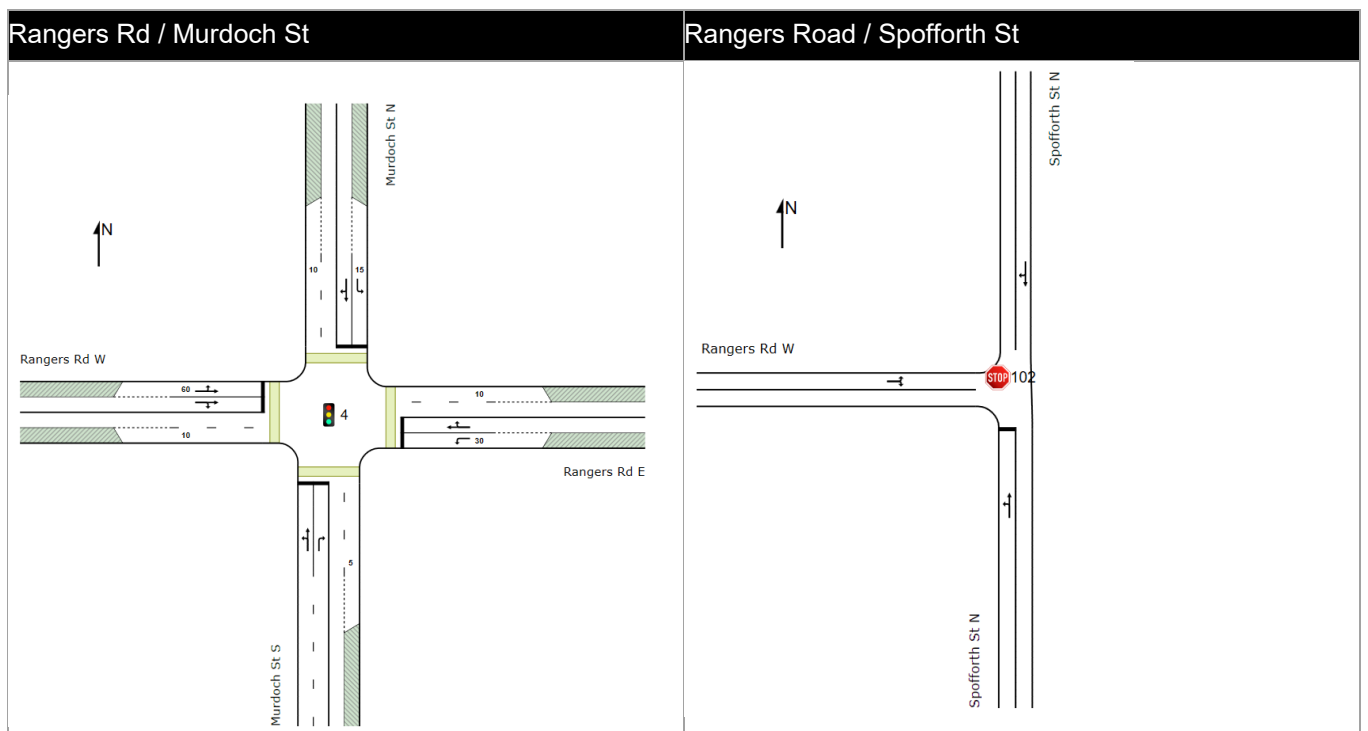 Rangers Rd / Murdoch St
Rangers Road / Spofforth St
Murdoch St N
N
10
15
Rangers Rd W
60
10
4
10
30
Rangers Rd E
5
Murdoch St S
Spofforth St N
N
Rangers Rd W
STOP
102
Spofforth St N